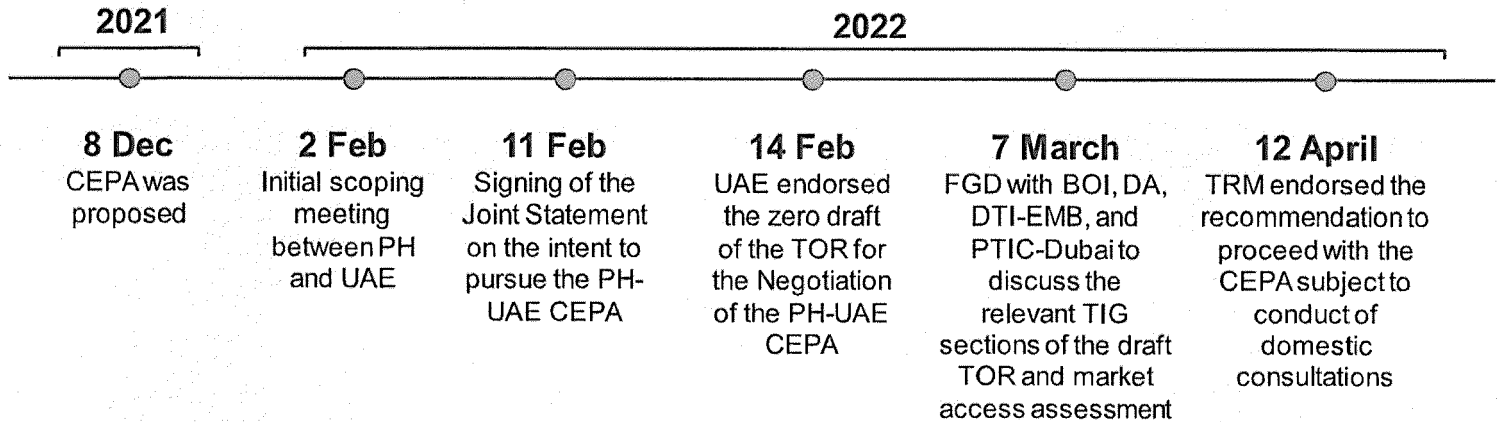 2021
2022
8 Dec
CEPA was
proposed
2 Feb
Initial scoping
meeting
between PH
and UAE
11 Feb
Signing of the
Joint Statement
on the intent to
pursue the PH-
UAE CEPA
14 Feb
UAE endorsed
the zero draft
of the TOR for
the Negotiation
of the PH-UAE
CEPA
7 March
FGD with BOI, DA,
DTI-EMB, and
PTIC-Dubai to
discuss the
relevant TIG
sections of the draft
TOR and market
access assessment
12 April
TRM endorsed the
recommendation to
proceed with the
CEPA subject to
conduct of
domestic
consultations